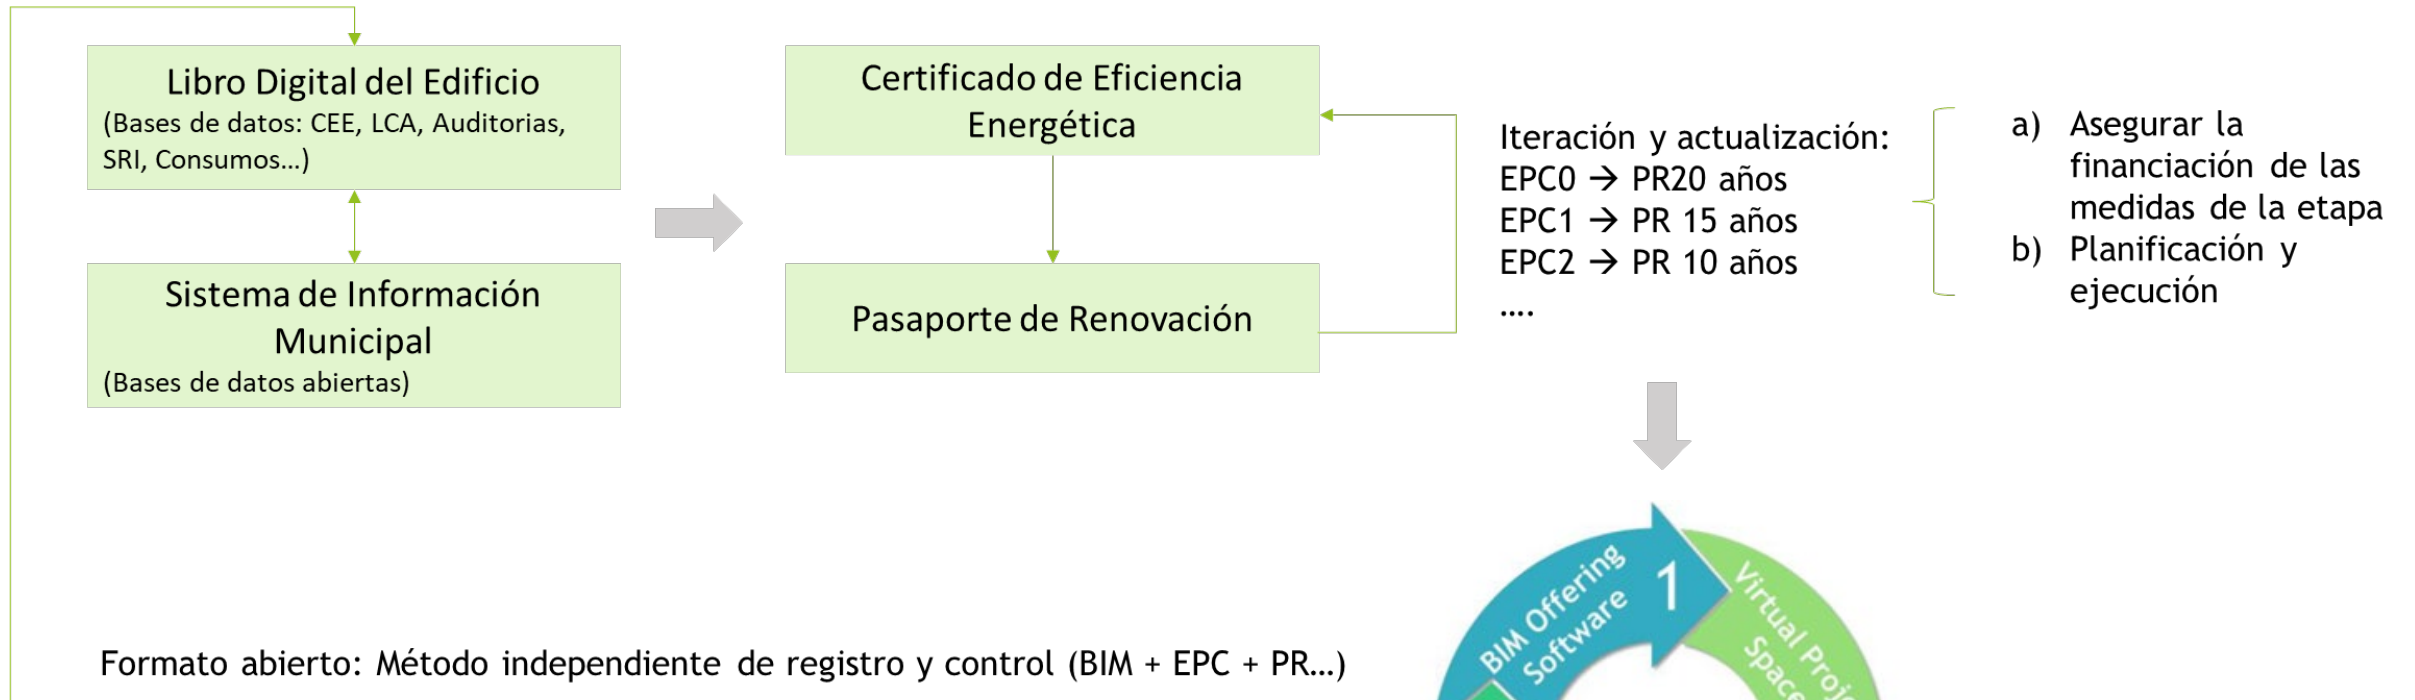 Libro Digital del Edificio
(Bases de datos: CEE, LCA, Auditorias,
SRI, Consumos...)
Sistema de Información
Municipal
(Bases de datos abiertas)
Certificado de Eficiencia
Energética
Pasaporte de Renovación
Iteración y actualización:
EPC0 → PR20 años
EPC1 → PR 15 años
EPC2 → PR 10 años
....
a) Asegurar la
financiación de las
medidas de la etapa
b) Planificación y
ejecución
Formato abierto: Método independiente de registro y control (BIM + EPC + PR...)
BIM Offering
Software
1
Virtual
Space